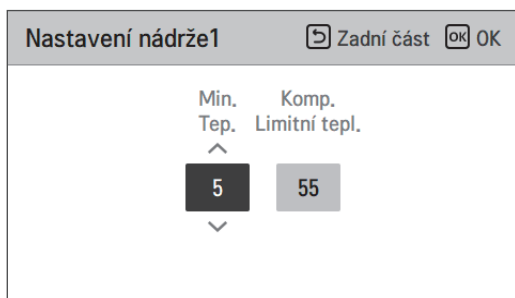 Nastavení nádrže1 Zadní část OK OK
Min. Komp.
Tep. Limitní tepl.
5 55